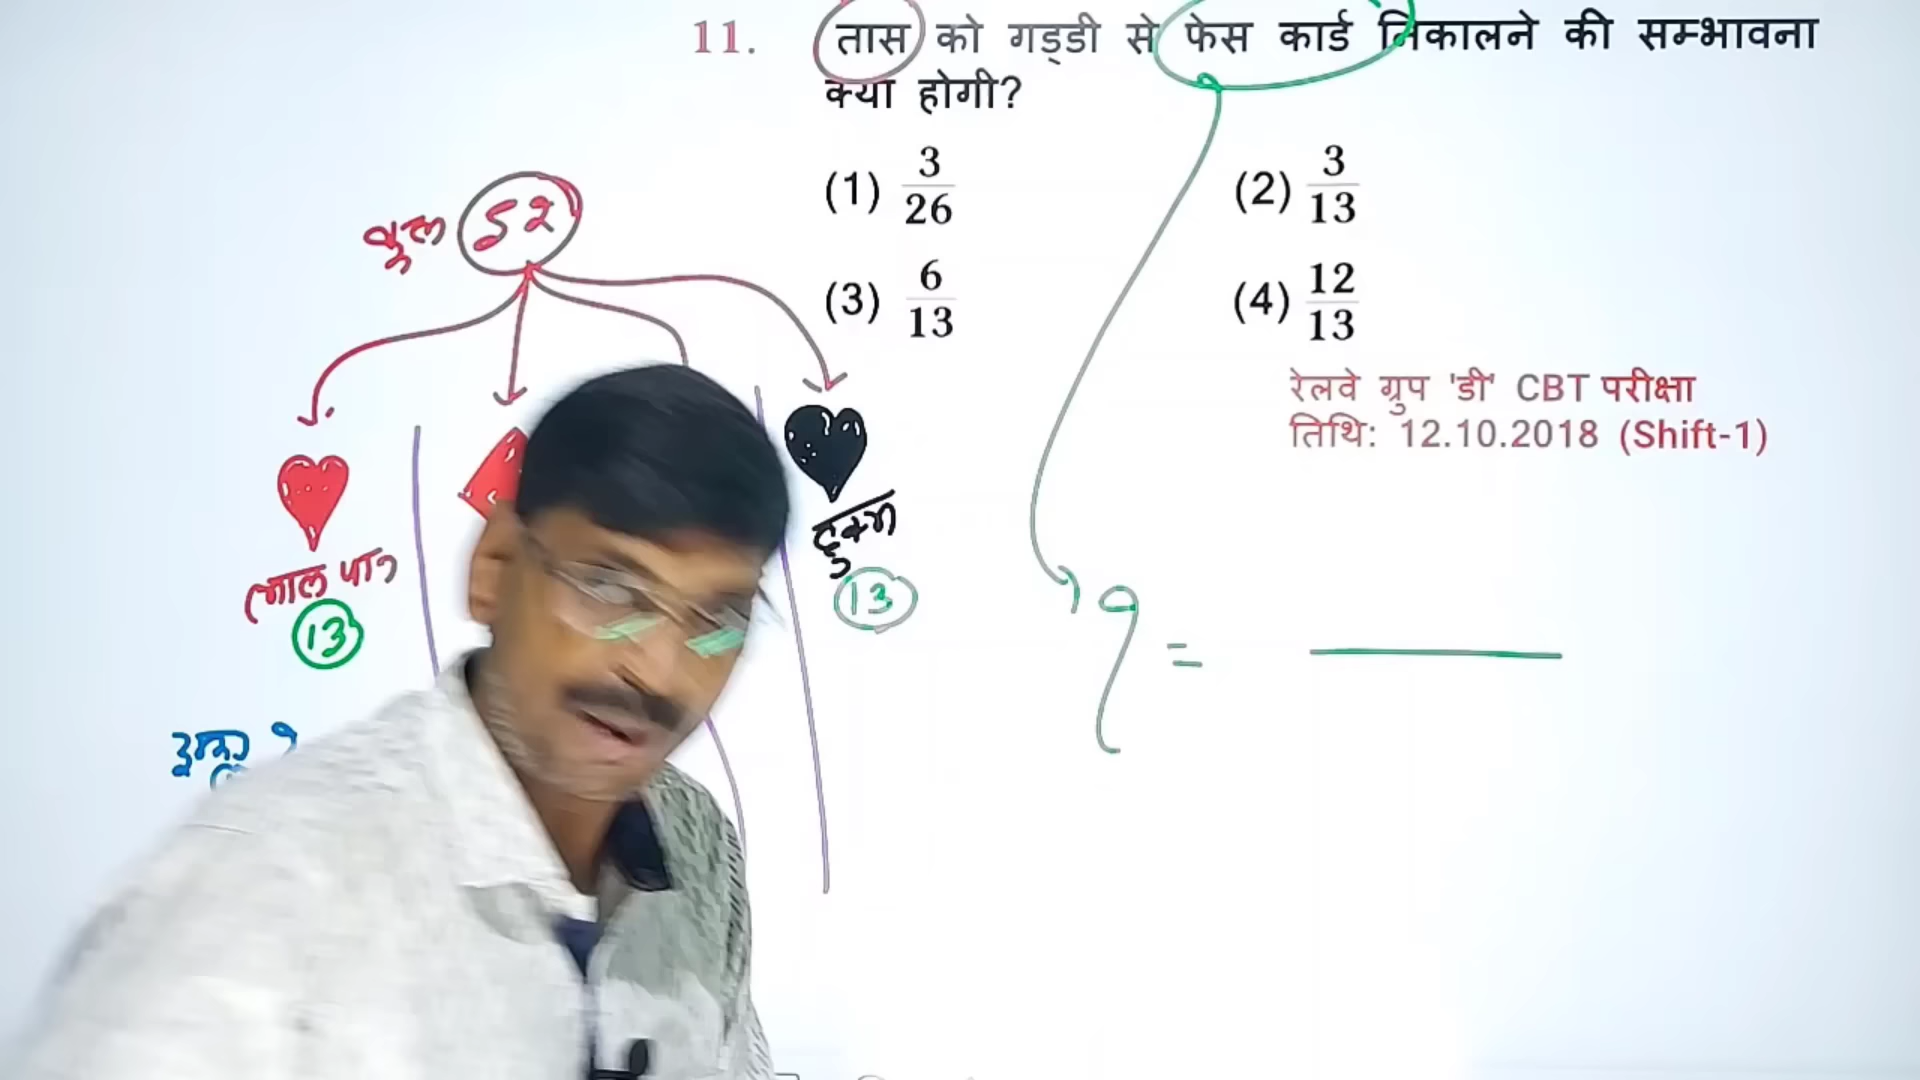 11. तास को गड्डी से फेस कार्ड निकालने की सम्भावना
क्या होगी?
(1) 3/26 (2) 3/13
(3) 6/13 (4) 12/13
रेलवे ग्रुप 'डी' CBT परीक्षा
तिथि: 12.10.2018 (Shift-1)
कुल 52
लाल पान
13
हुकुम
13
=